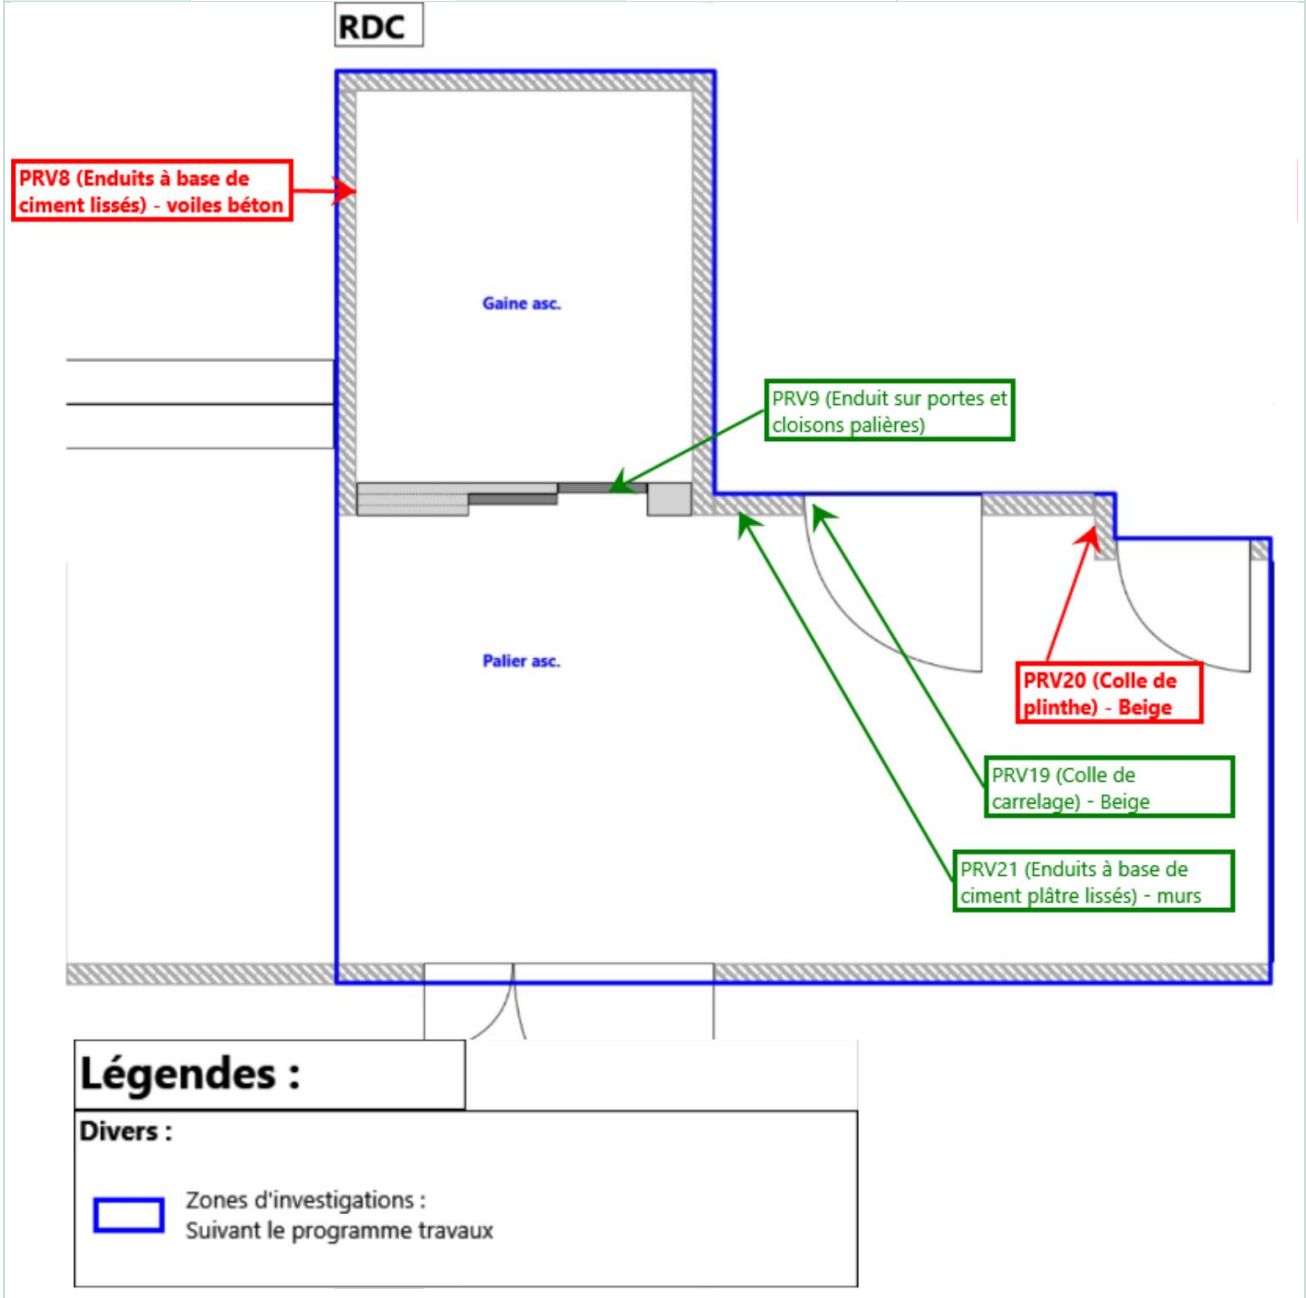 RDC
PRV8 (Enduits à base de
ciment lissés) - voiles béton
Gaine asc.
PRV9 (Enduit sur portes et
cloisons palières)
Palier asc.
PRV20 (Colle de
plinthe) - Beige
PRV19 (Colle de
carrelage) - Beige
PRV21 (Enduits à base de
ciment plâtre lissés) - murs
Légendes :
Divers :
Zones d'investigations :
Suivant le programme travaux